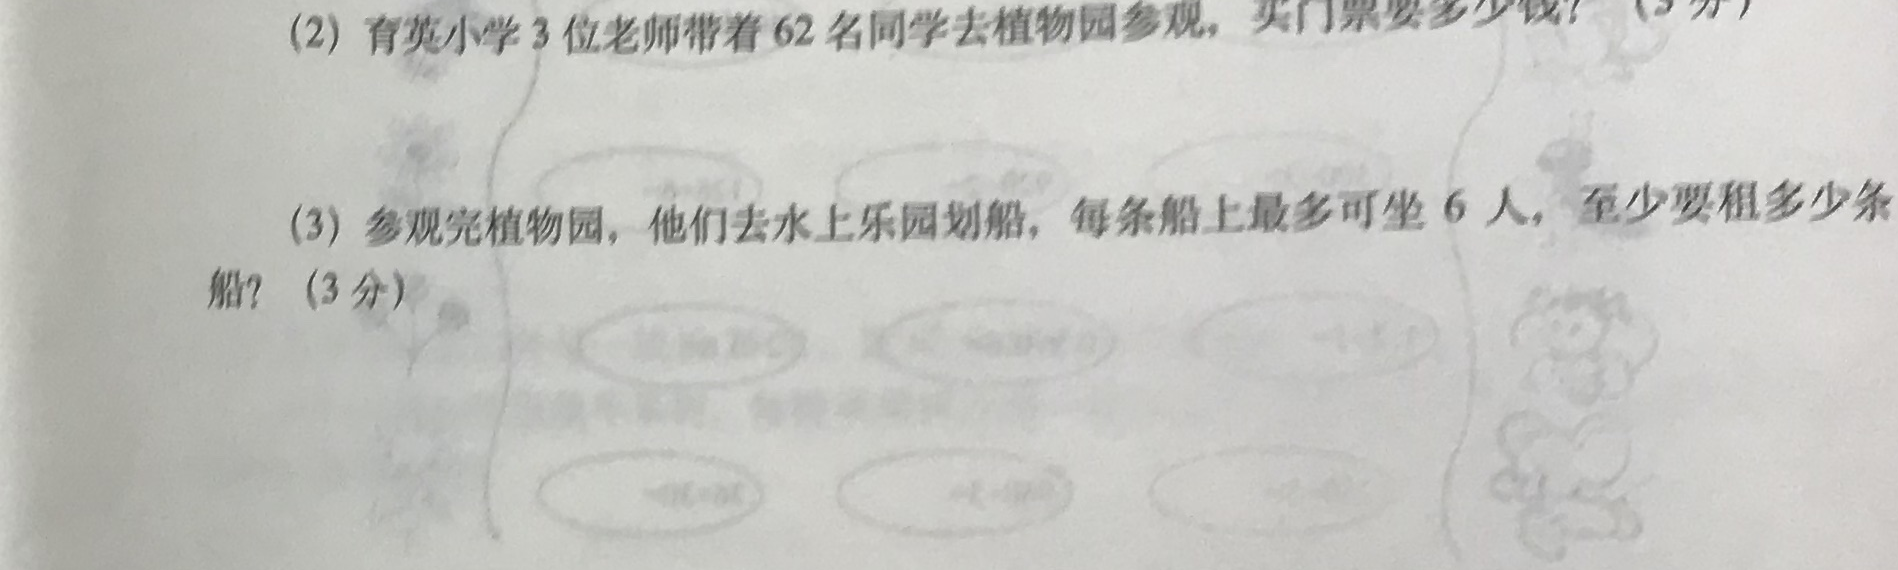 (2) 育英小学 3 位老师带着 62 名同学去植物园参观，买门票要多少钱？ (3 分)
(3) 参观完植物园，他们去水上乐园划船，每条船上最多可坐 6 人，至少要租多少条
船？ (3 分)